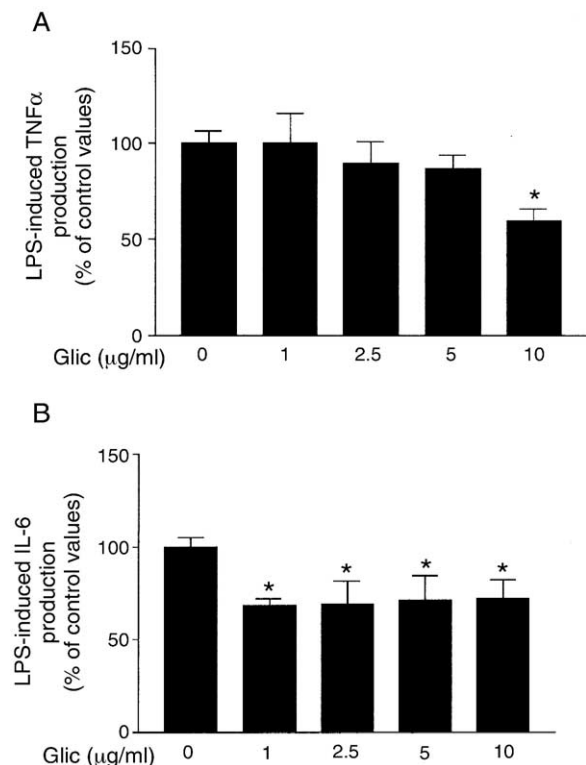 A
LPS-induced TNFα
production
(% of control values)
150
100
50
0
*
Glic (μg/ml) 0 1 2.5 5 10
B
LPS-induced IL-6
production
(% of control values)
150
100
50
0
* * * *
Glic (μg/ml) 0 1 2.5 5 10